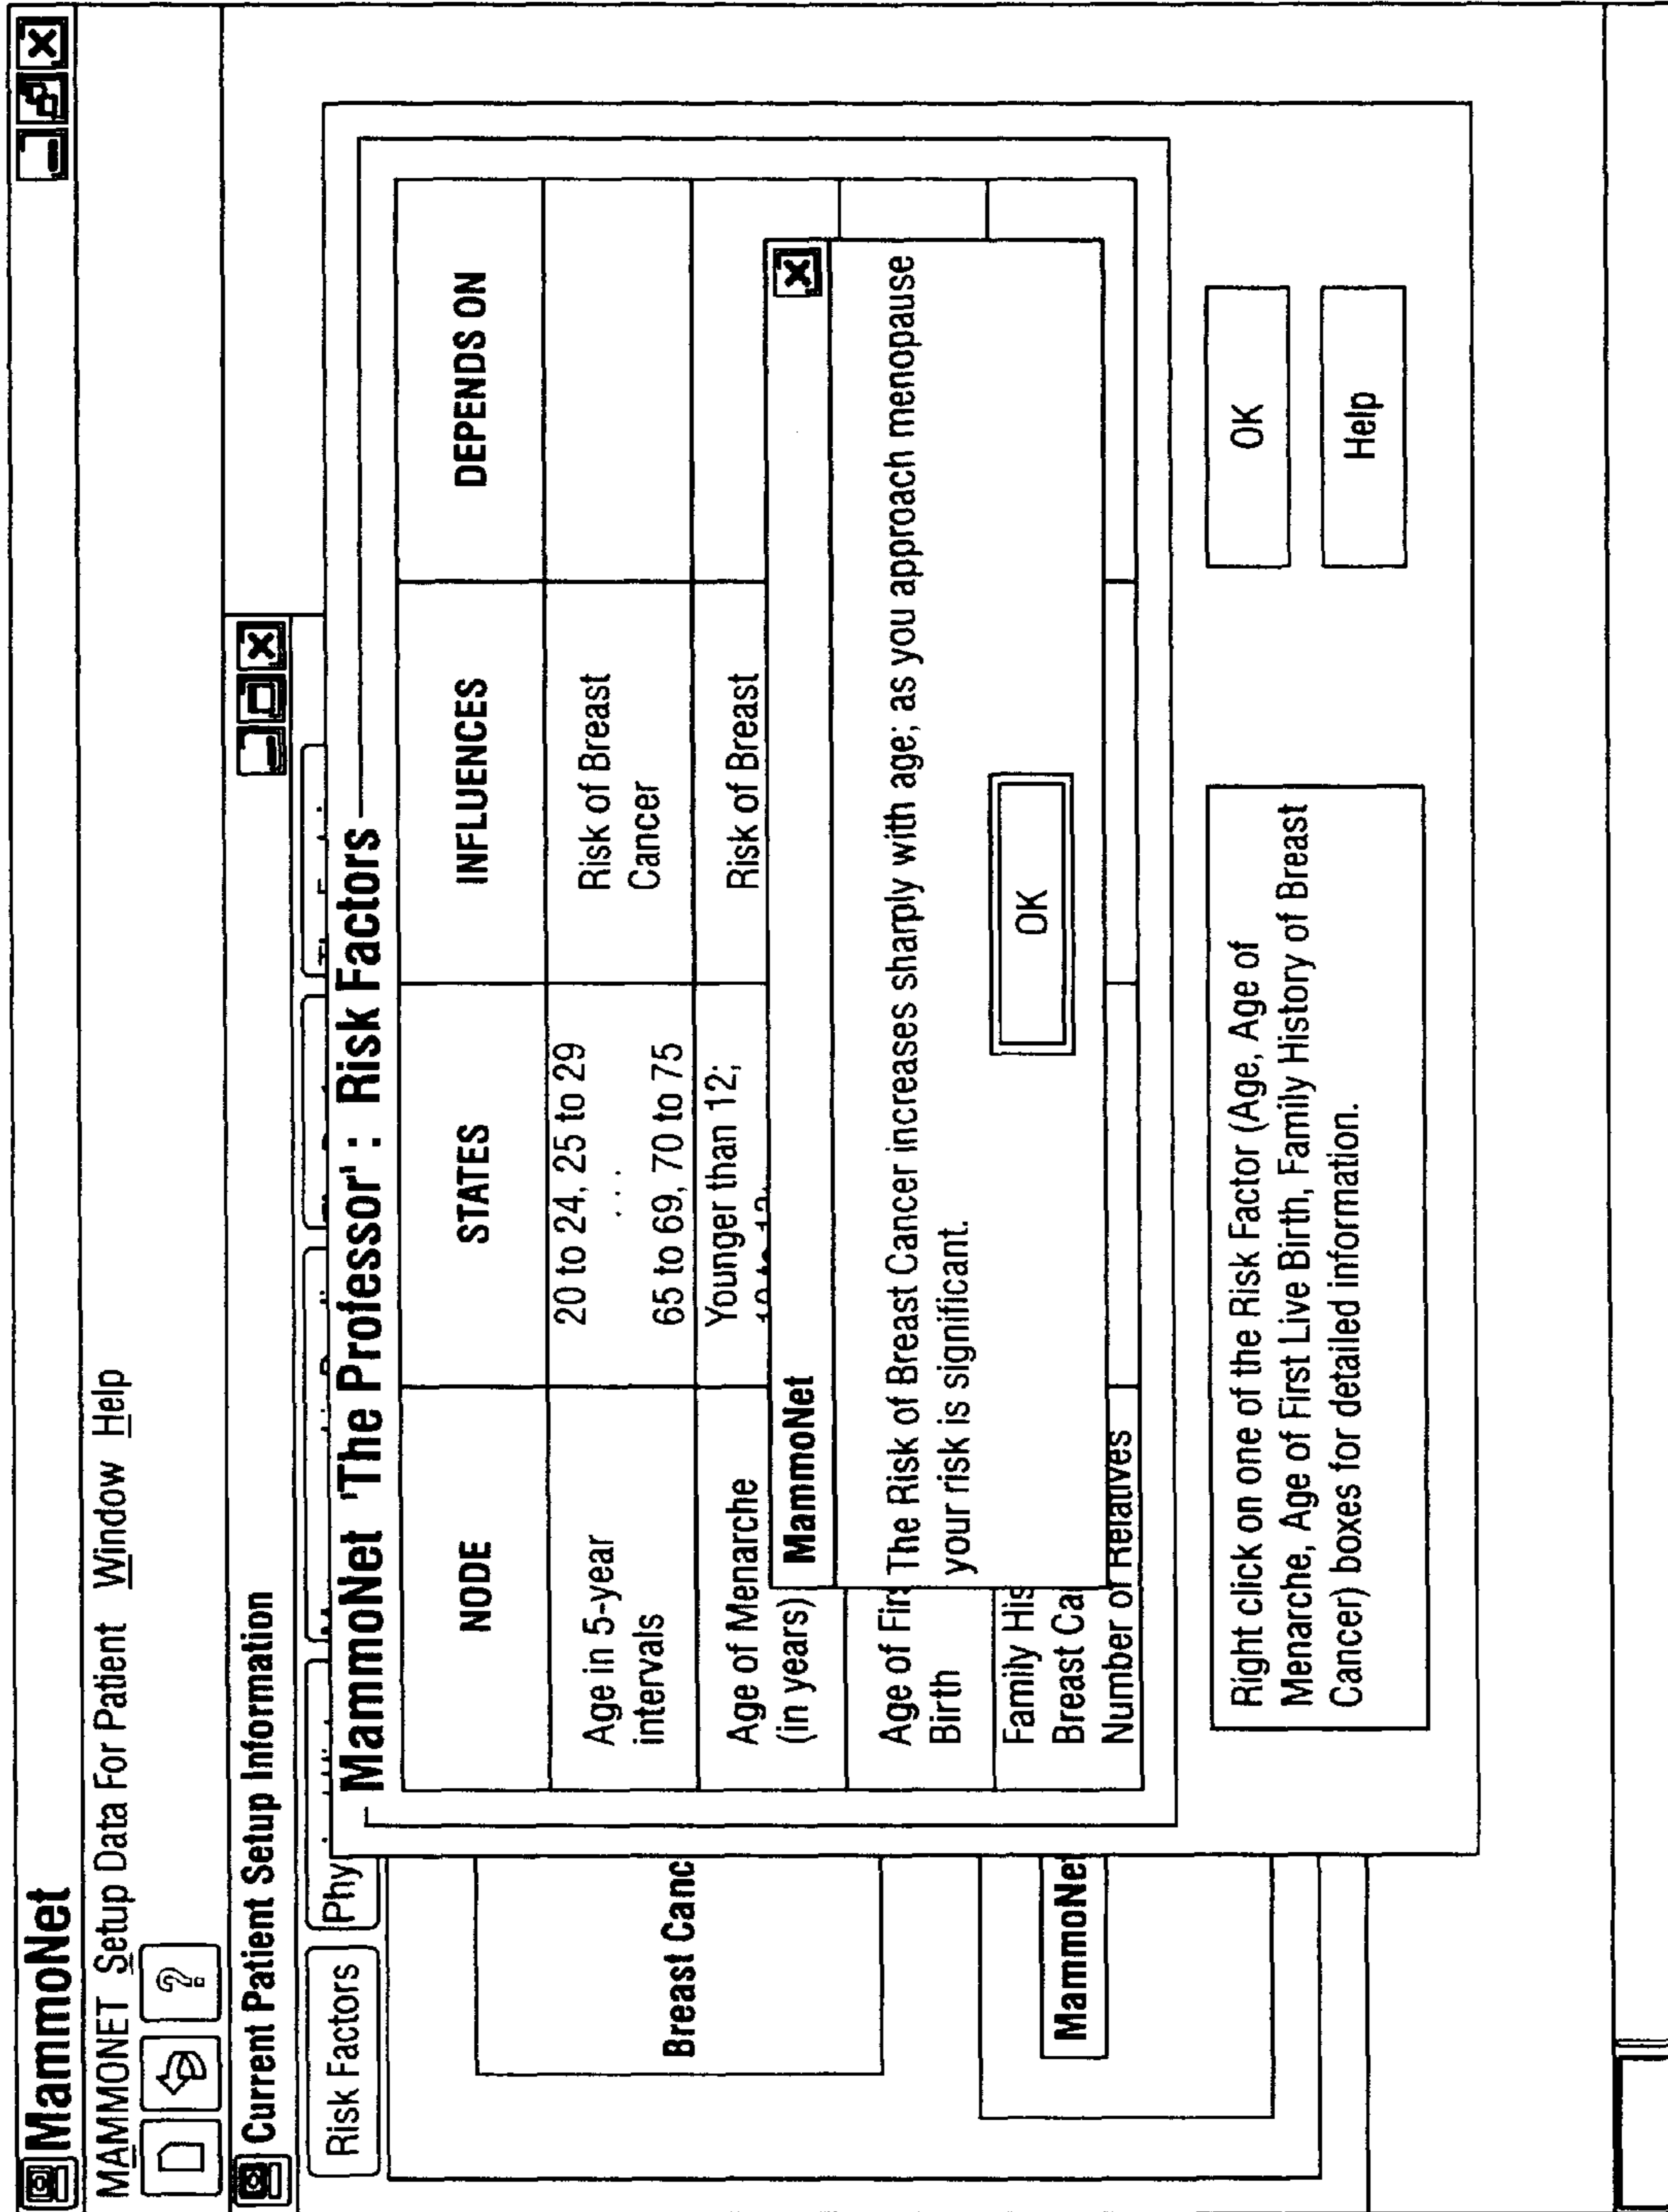 MammoNet
MAMMONET Setup Data For Patient Window Help
?
Current Patient Setup Information
Risk Factors Phy
MammoNet 'The Professor' : Risk Factors
NODE STATES INFLUENCES DEPENDS ON
Age in 5-year intervals
20 to 24, 25 to 29
. . .
65 to 69, 70 to 75
Risk of Breast
Cancer
Age of Menarche
(in years)
Younger than 12;
Risk of Breast
Age of Firs
Birth
Family His
Breast Ca
Number of Relatives
MammoNet
The Risk of Breast Cancer increases sharply with age; as you approach menopause
your risk is significant.
OK
Breast Canc
MammoNe
Right click on one of the Risk Factor (Age, Age of
Menarche, Age of First Live Birth, Family History of Breast
Cancer) boxes for detailed information.
OK
Help